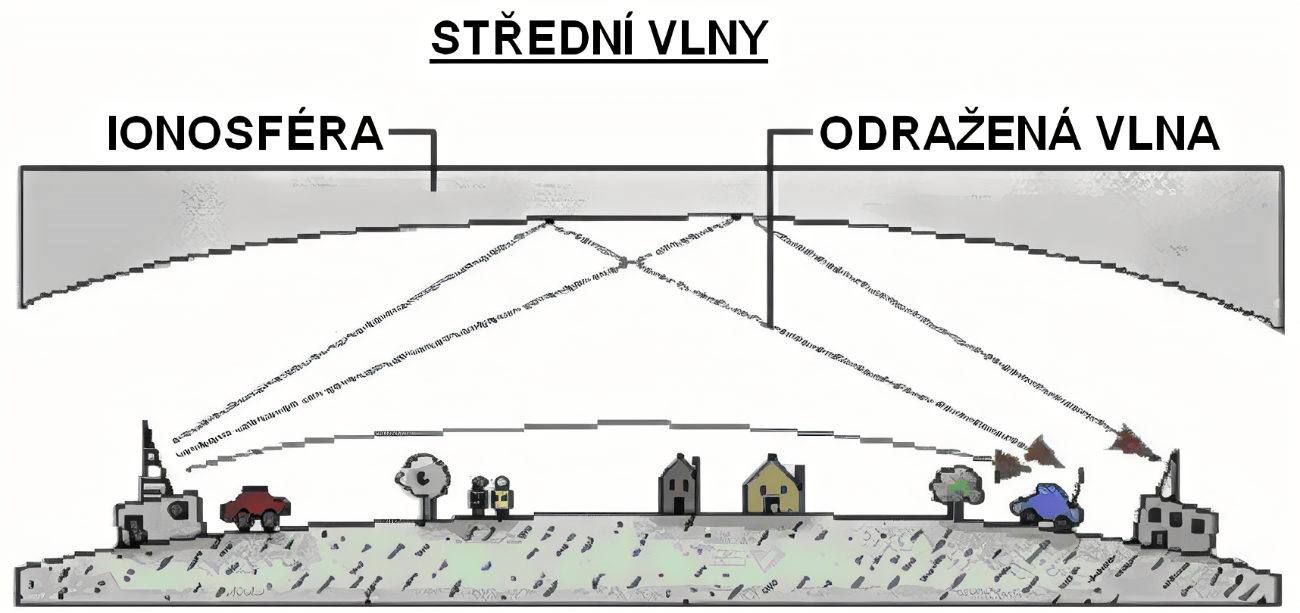 STŘEDNÍ VLNY
IONOSFÉRA
ODRAŽENÁ VLNA